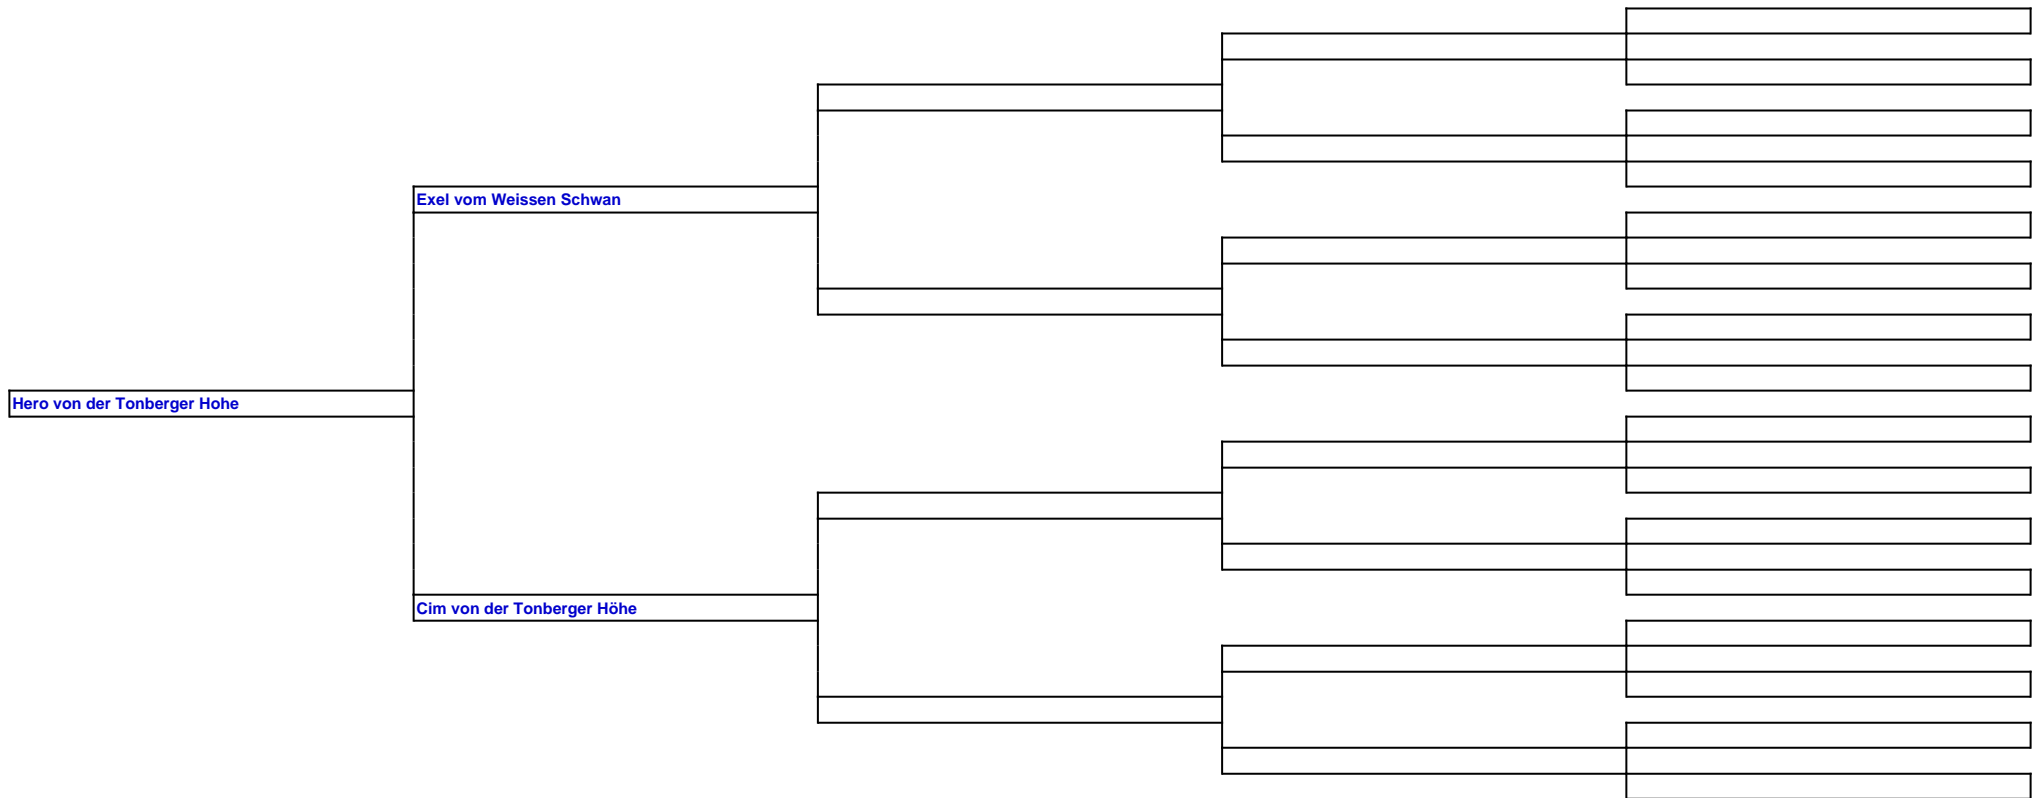 Exel vom Weissen Schwan
Hero von der Tonberger Hohe
Cim von der Tonberger Höhe